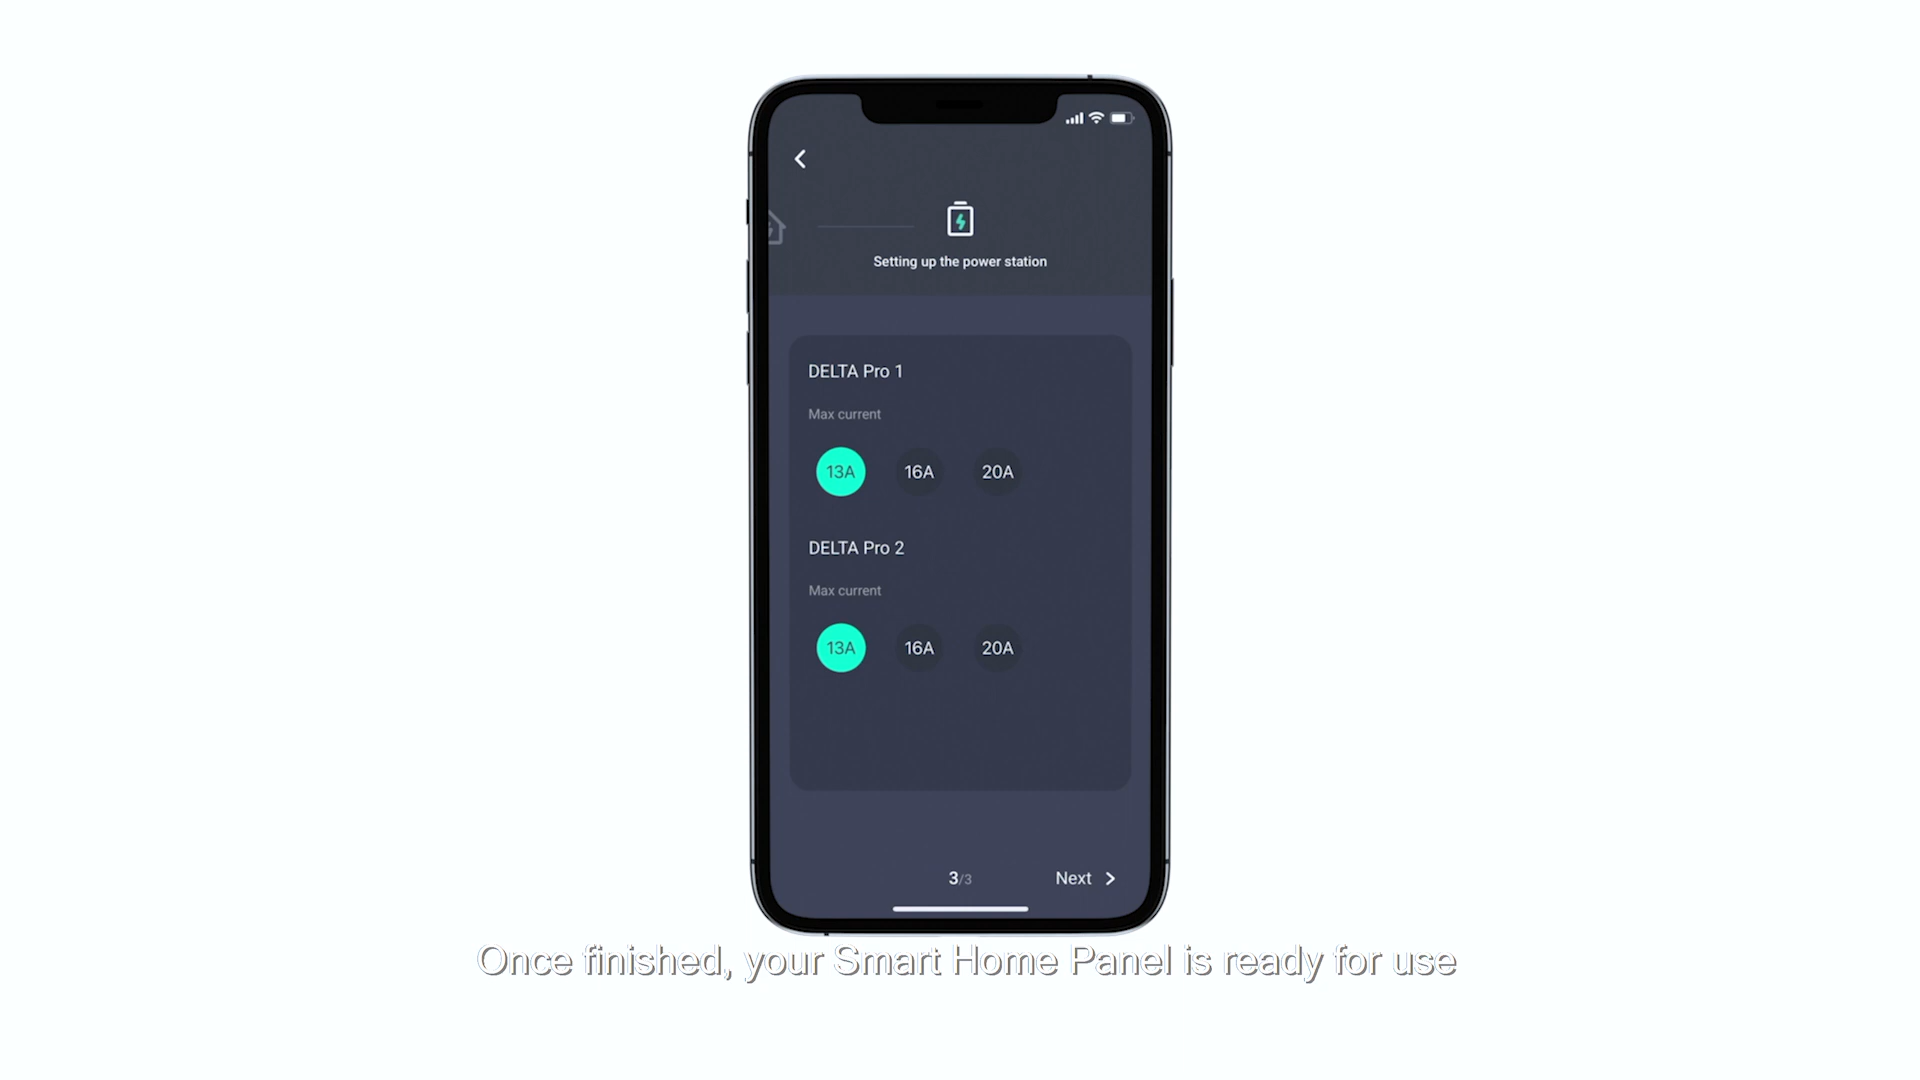 Setting up the power station
DELTA Pro 1
Max current
13A 16A 20A
DELTA Pro 2
Max current
13A 16A 20A
3/3 Next
Once finished, your Smart Home Panel is ready for use